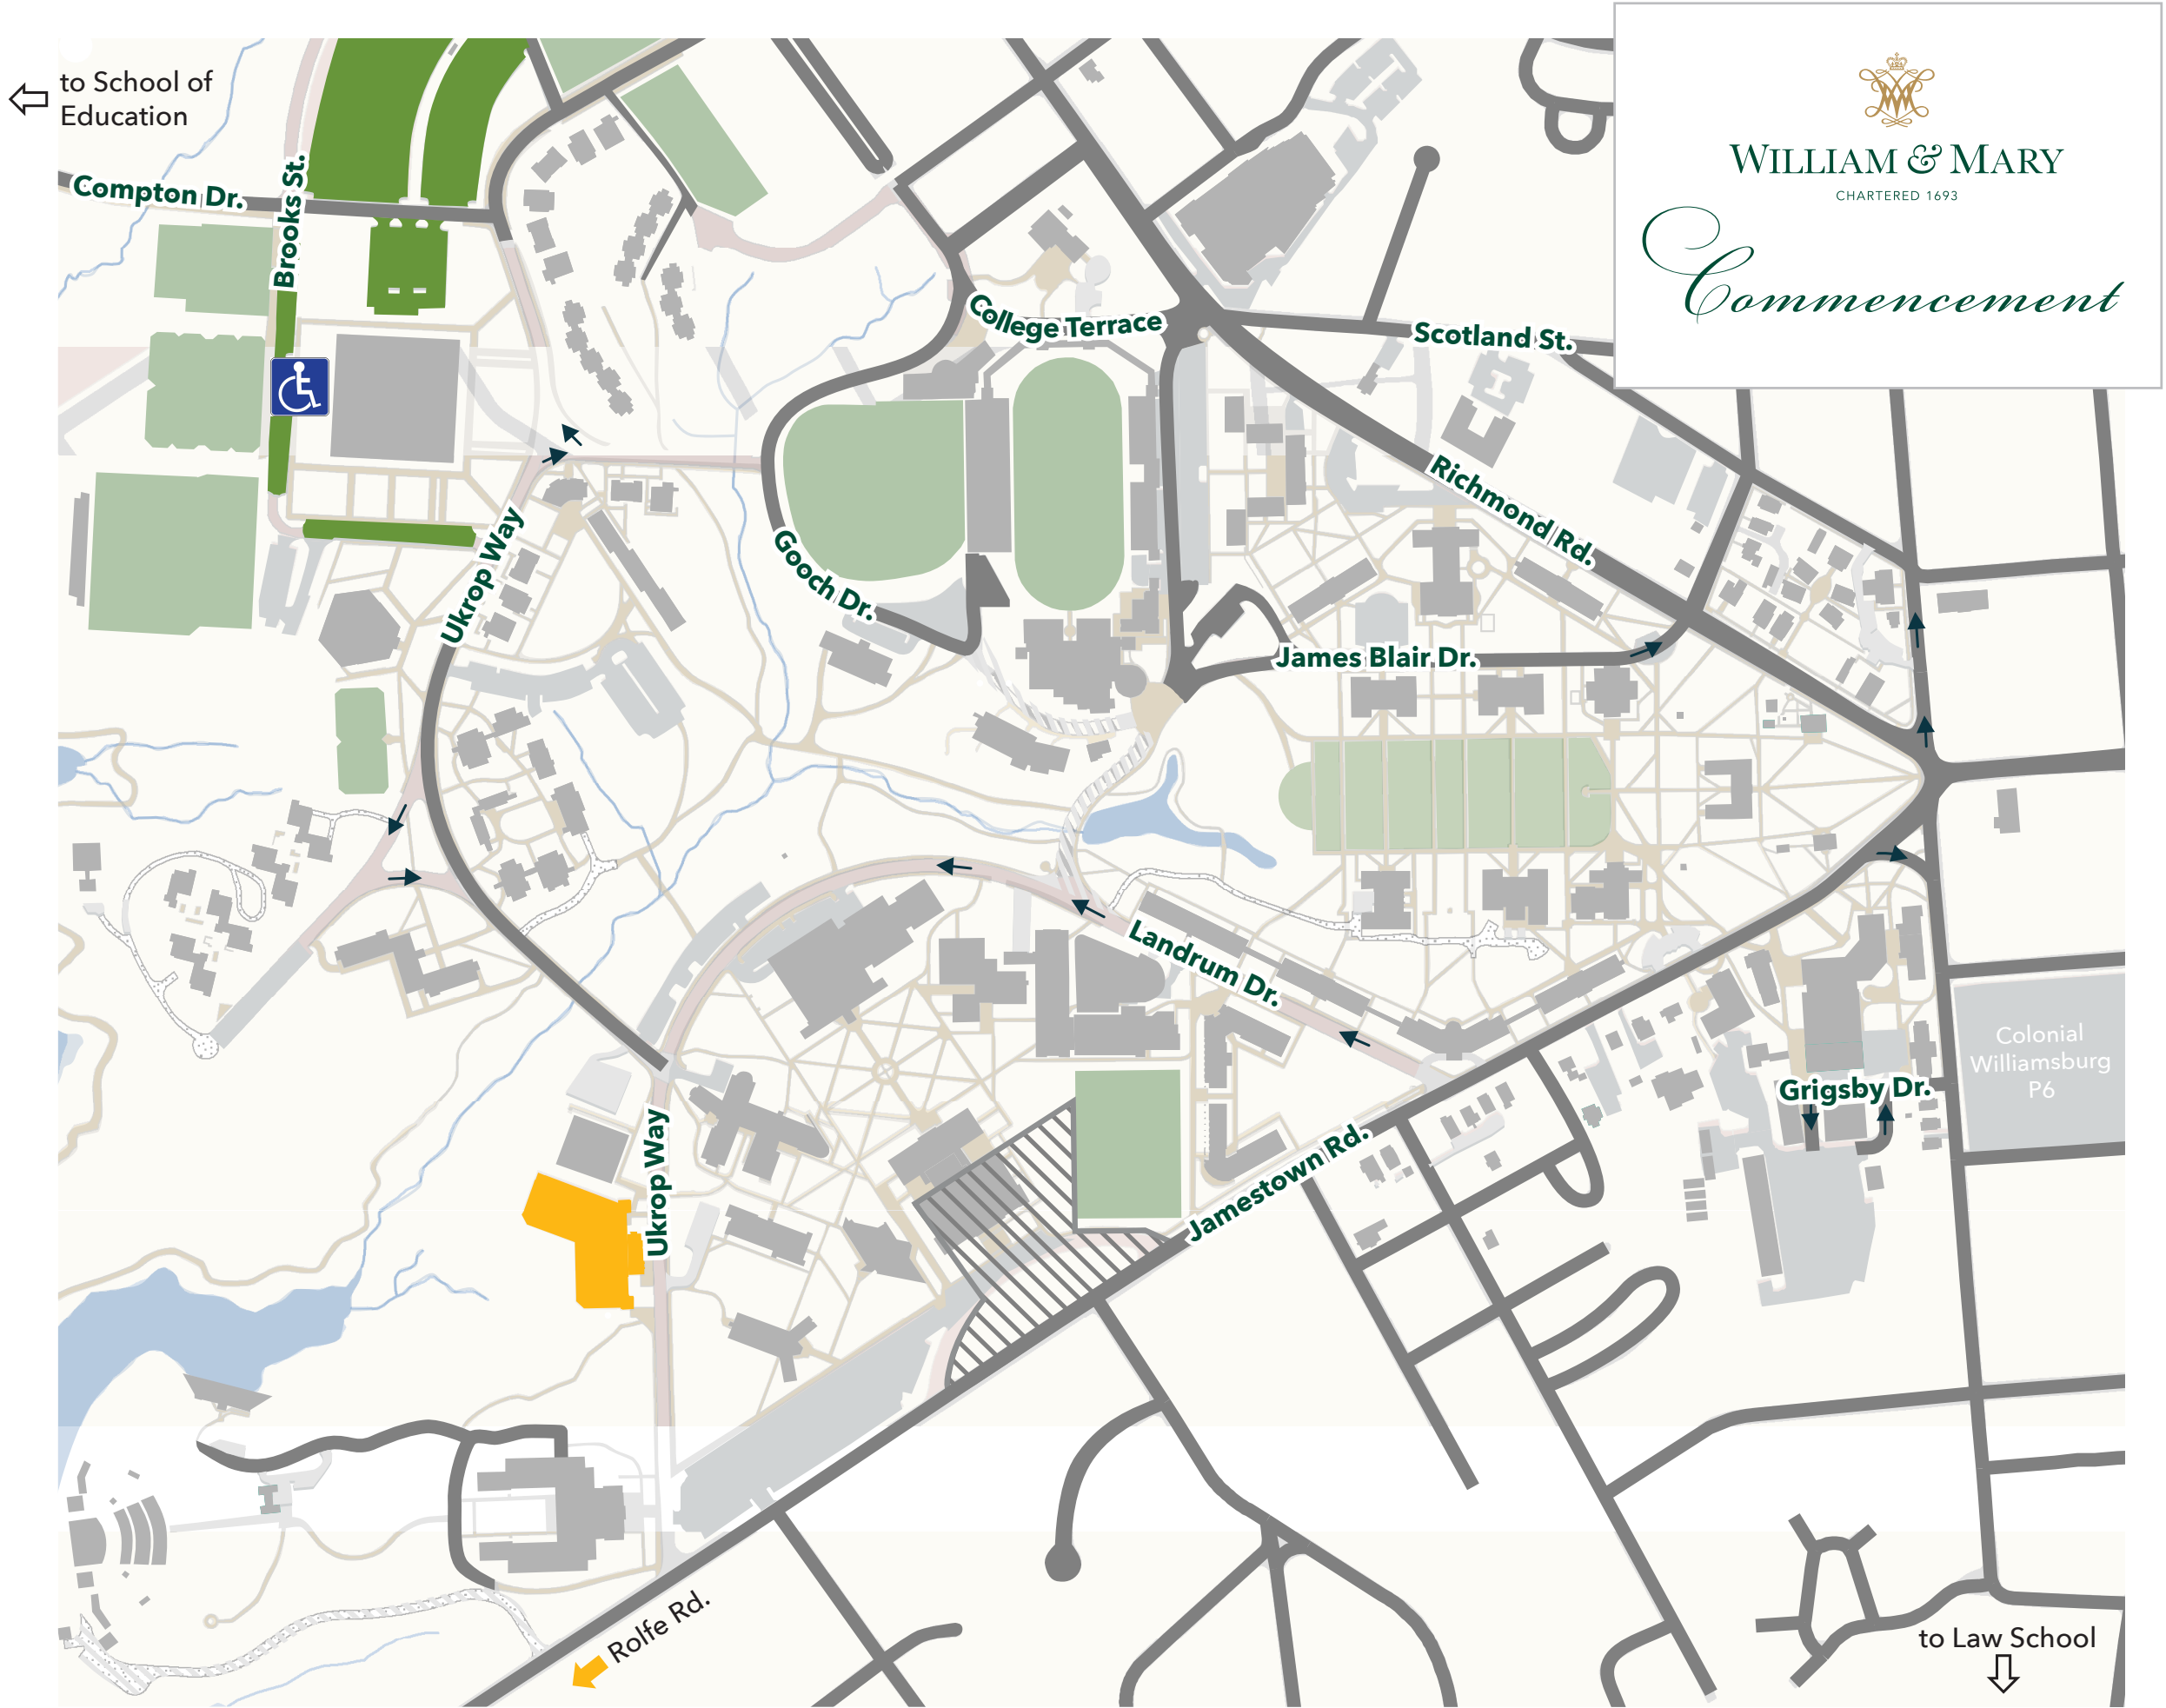 to School of
Education
WILLIAM & MARY
CHARTERED 1693
Commencement
Compton Dr.
Brooks St.
College Terrace
Scotland St.
Richmond Rd.
Ukrop Way
Gooch Dr.
James Blair Dr.
Landrum Dr.
Colonial
Williamsburg
P6
Grigsby Dr.
Ukrop Way
Jamestown Rd.
Rolfe Rd.
to Law School